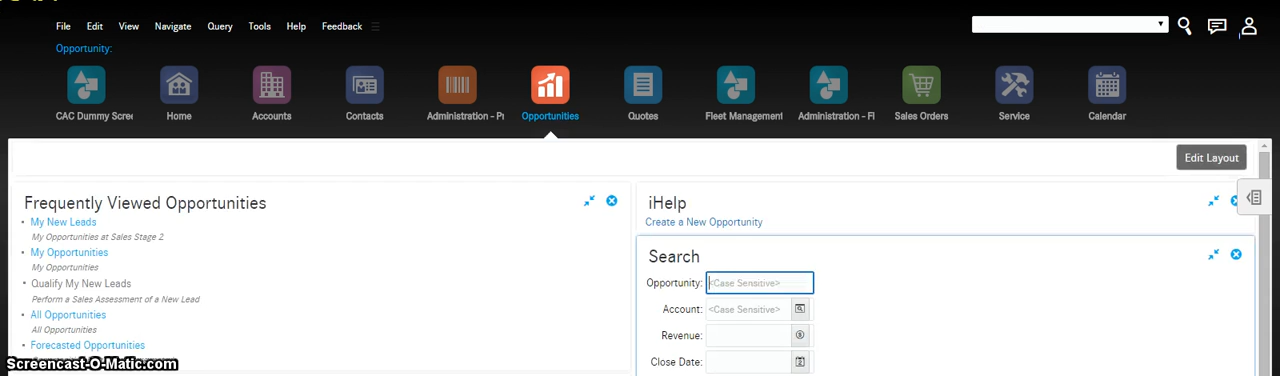 File Edit View Navigate Query Tools Help Feedback
Opportunity:
CAC Dummy Scree Home Accounts Contacts Administration - Pr Opportunities Quotes Fleet Management Administration - Fl Sales Orders Service Calendar
Edit Layout
Frequently Viewed Opportunities
My New Leads
My Opportunities at Sales Stage 2
My Opportunities
My Opportunities
Qualify My New Leads
Perform a Sales Assessment of a New Lead
All Opportunities
All Opportunities
Forecasted Opportunities
iHelp
Create a New Opportunity
Search
Opportunity: <Case Sensitive>
Account: <Case Sensitive>
Revenue:
Close Date:
Screencast-O-Matic.com